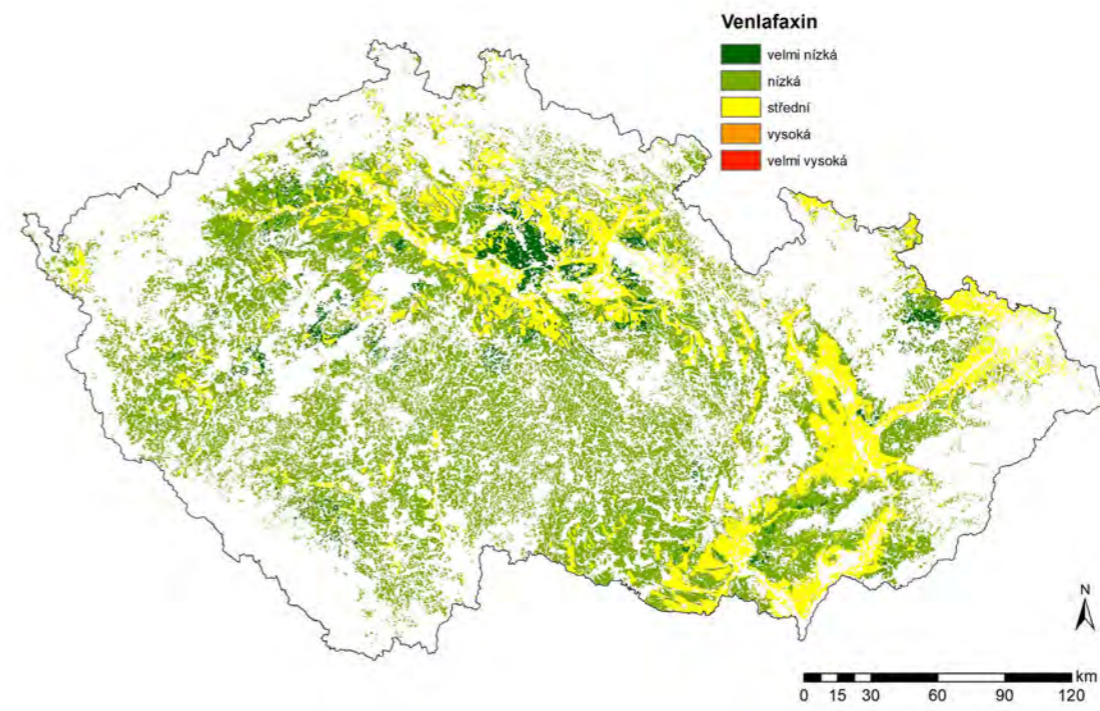 Venlafaxin
velmi nízká
nízká
střední
vysoká
velmi vysoká
N
km
0 15 30 60 90 120